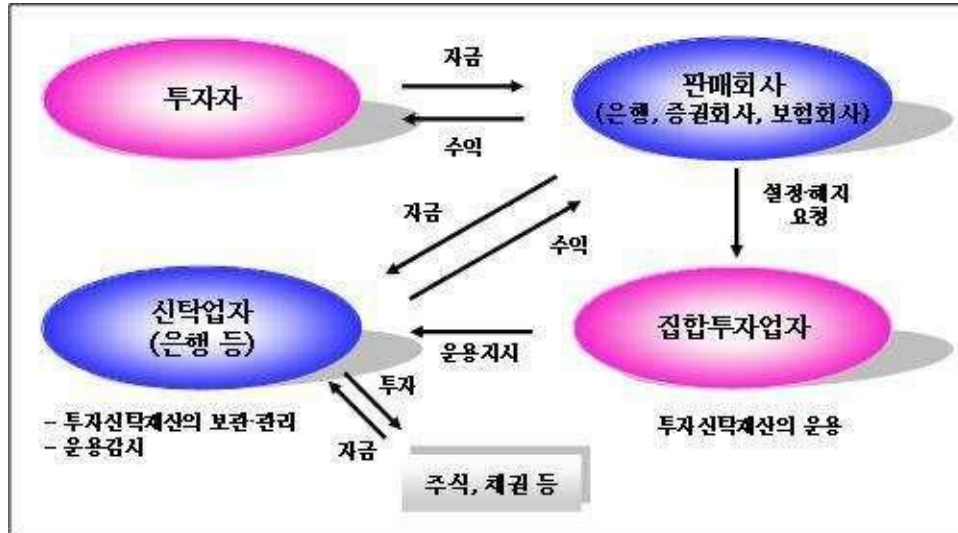 자금
투자자
판매회사
(은행, 증권회사, 보험회사)
수익
자금
수익
설정·해지
요청
신탁업자
(은행 등)
집합투자업자
운용지시
투자
– 투자신탁재산의 보관·관리
– 운용감시
자금
투자신탁재산의 운용
주식, 채권 등